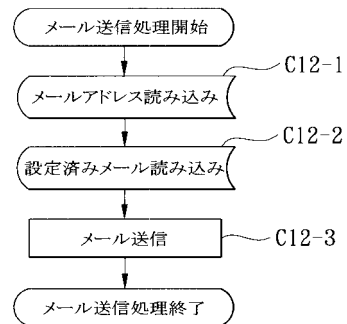 メール送信処理開始
C12-1
メールアドレス読み込み
C12-2
設定済みメール読み込み
メール送信
C12-3
メール送信処理終了